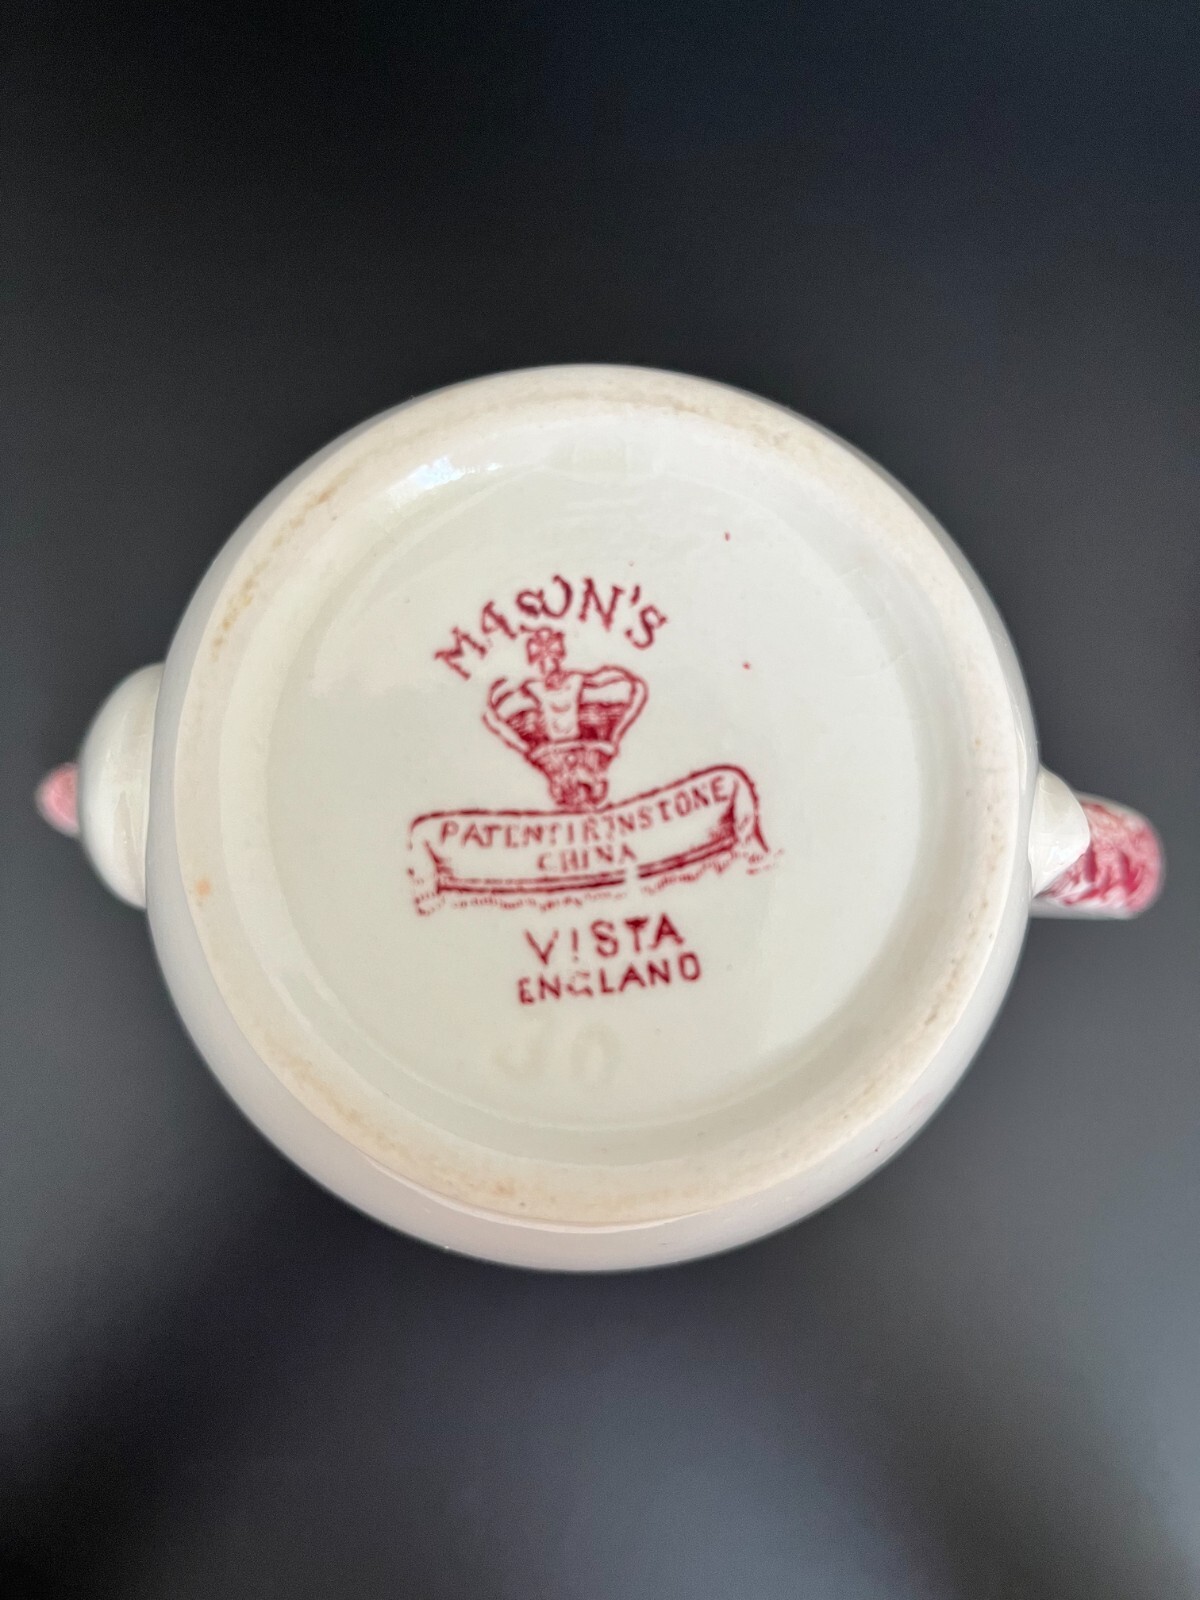 MASON'S
PATENT IRONSTONE
CHINA
VISTA
ENGLAND